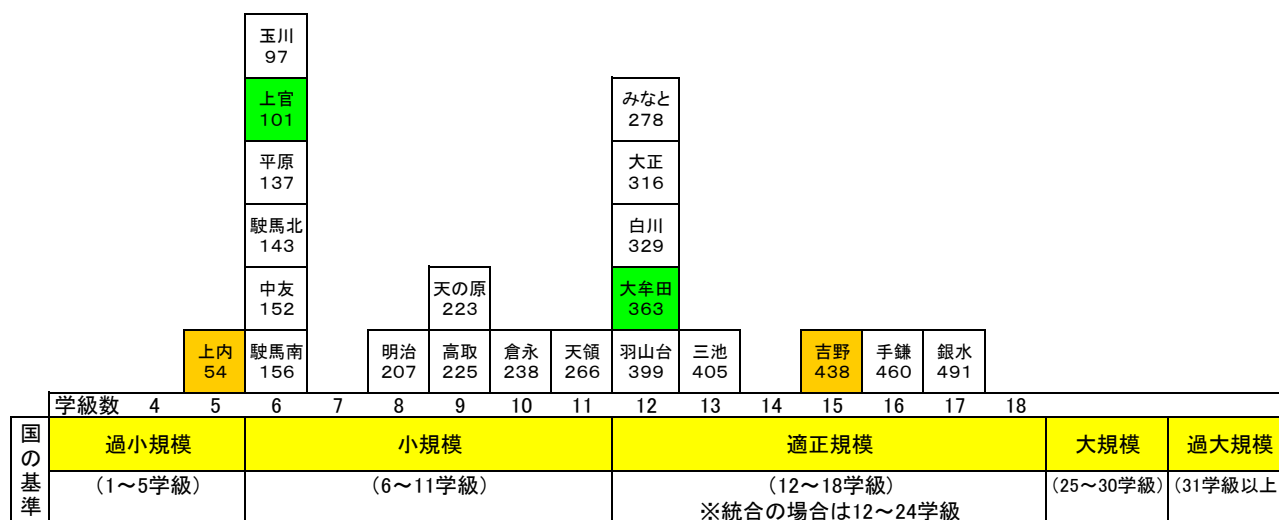 玉川
97
上官
101
みなと
278
平原
137
大正
316
駛馬北
143
白川
329
中友
152
天の原
223
大牟田
363
上内
54
駛馬南
156
明治
207
高取
225
倉永
238
天領
266
羽山台
399
三池
405
吉野
438
手鎌
460
銀水
491
学級数 4 5 6 7 8 9 10 11 12 13 14 15 16 17 18
国の基準
過小規模 小規模 適正規模 大規模 過大規模
（1～5学級） （6～11学級） （12～18学級） （25～30学級） （31学級以上
※統合の場合は12～24学級